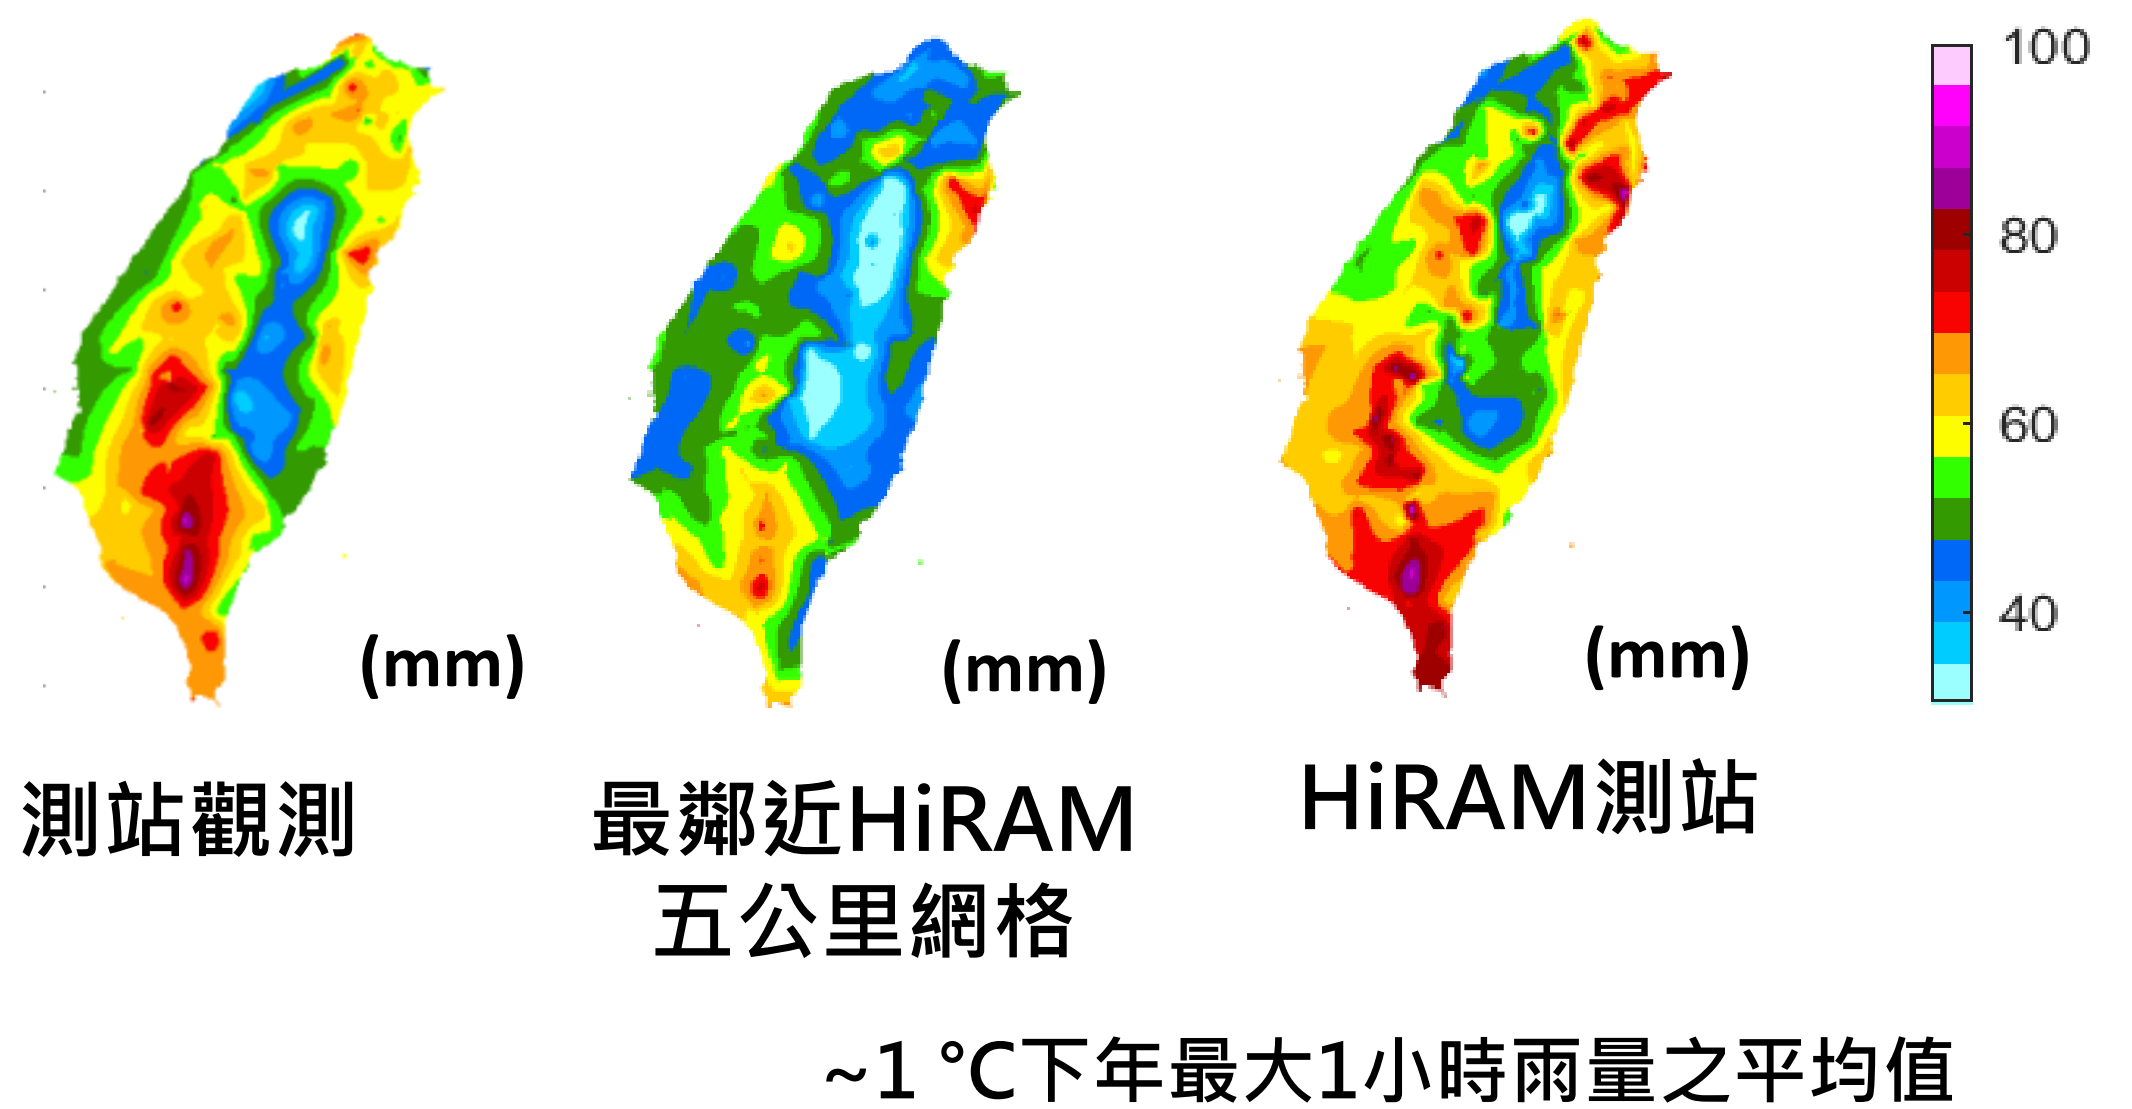 100
80
60
40
(mm)
(mm)
(mm)
測站觀測
最鄰近HiRAM
五公里網格
HiRAM測站
~1 °C下年最大1小時雨量之平均值